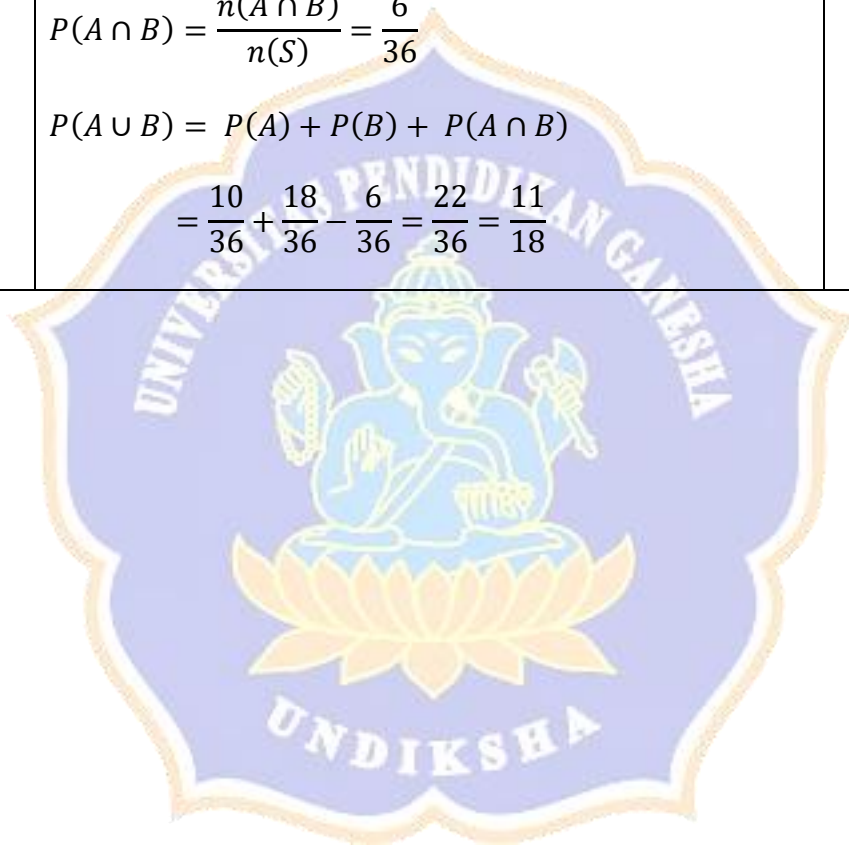 P(A ∩ B) = n(A ∩ B)/n(S) = 6/36
P(A ∪ B) = P(A) + P(B) + P(A ∩ B)
= 10/36 + 18/36 − 6/36 = 22/36 = 11/18
UNIVERSITAS PENDIDIKAN GANESHA
UNDIKSHA